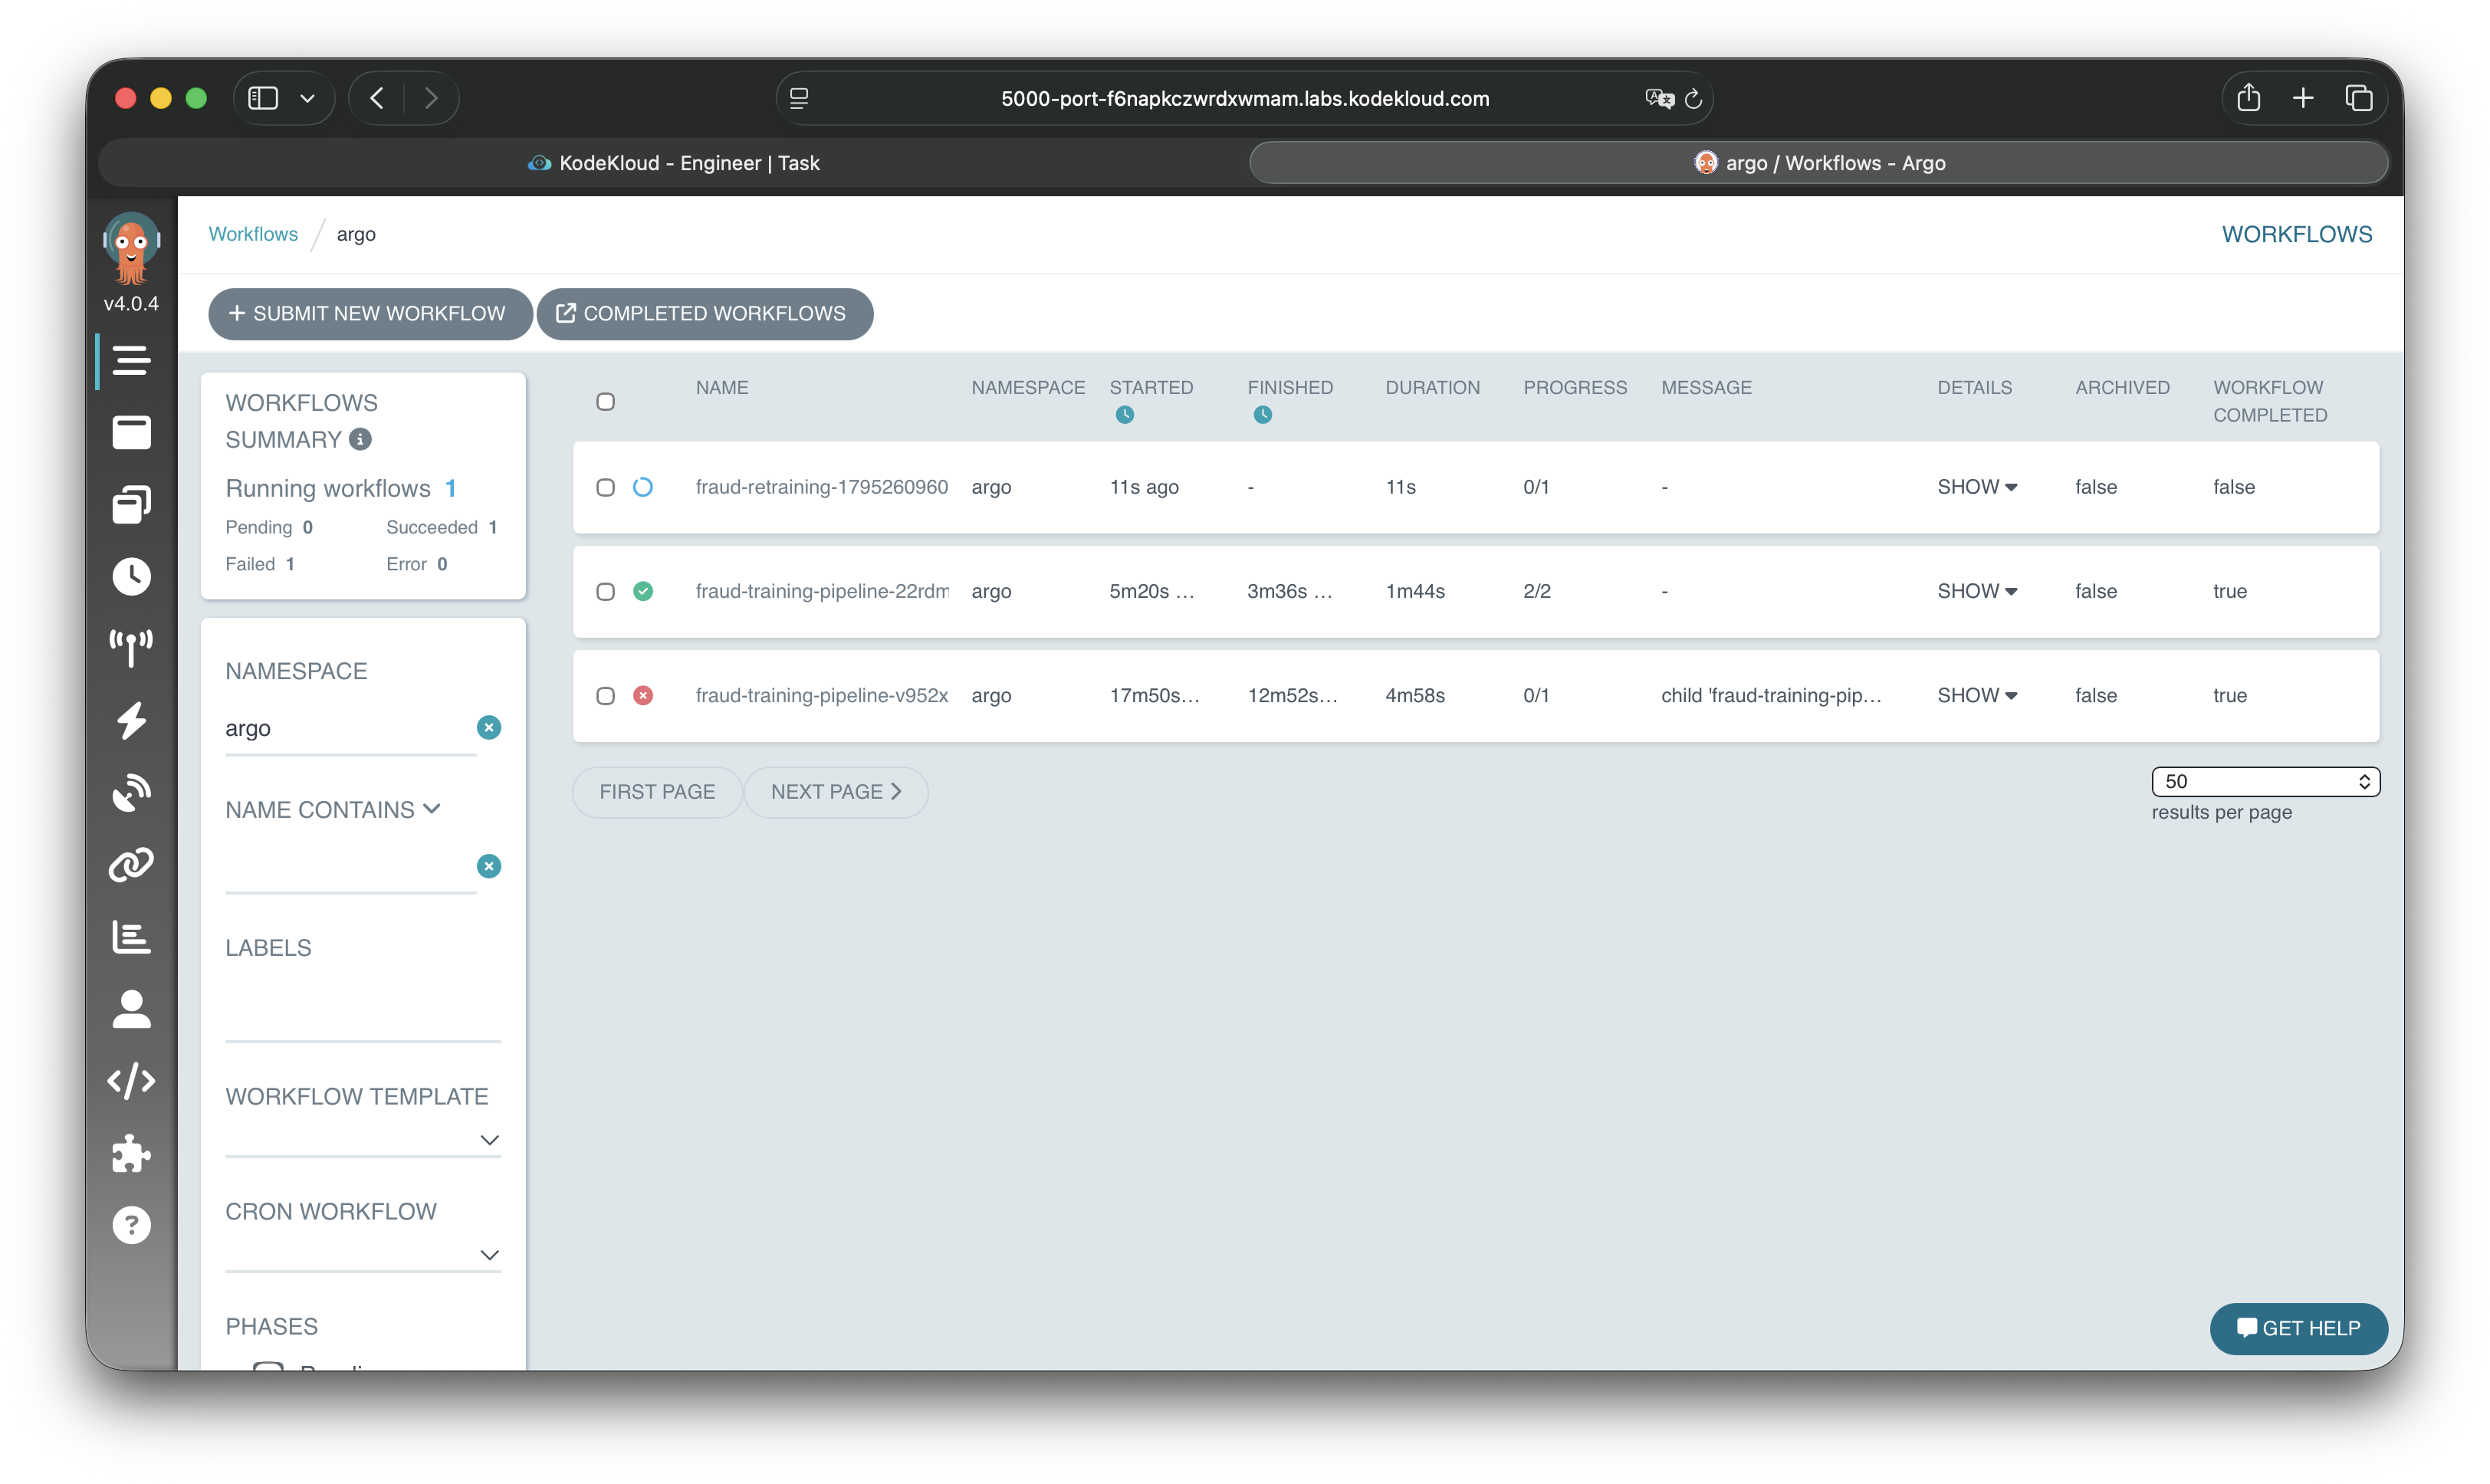 5000-port-f6napkczwrdxwmam.labs.kodekloud.com
KodeKloud - Engineer | Task
argo / Workflows - Argo
v4.0.4
Workflows / argo
WORKFLOWS
+ SUBMIT NEW WORKFLOW
COMPLETED WORKFLOWS
WORKFLOWS
SUMMARY
Running workflows 1
Pending 0 Succeeded 1
Failed 1 Error 0
NAMESPACE
argo
NAME CONTAINS
LABELS
WORKFLOW TEMPLATE
CRON WORKFLOW
PHASES
NAME NAMESPACE STARTED FINISHED DURATION PROGRESS MESSAGE DETAILS ARCHIVED WORKFLOW COMPLETED
fraud-retraining-1795260960 argo 11s ago - 11s 0/1 - SHOW false false
fraud-training-pipeline-22rdm argo 5m20s ... 3m36s ... 1m44s 2/2 - SHOW false true
fraud-training-pipeline-v952x argo 17m50s... 12m52s... 4m58s 0/1 child 'fraud-training-pip... SHOW false true
FIRST PAGE
NEXT PAGE
50
results per page
GET HELP